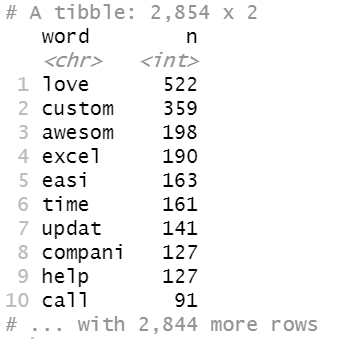 # A tibble: 2,854 x 2
word n
<chr> <int>
1 love 522
2 custom 359
3 awesom 198
4 excel 190
5 easi 163
6 time 161
7 updat 141
8 compani 127
9 help 127
10 call 91
# ... with 2,844 more rows